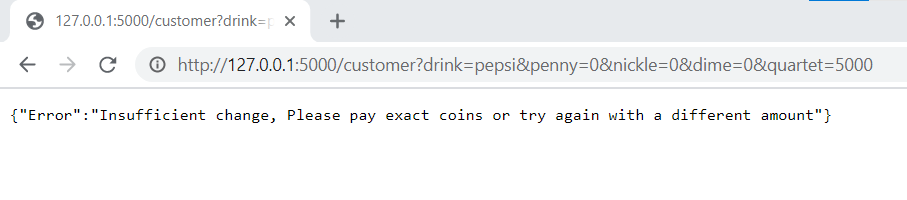 127.0.0.1:5000/customer?drink=p
http://127.0.0.1:5000/customer?drink=pepsi&penny=0&nickle=0&dime=0&quartet=5000
{"Error":"Insufficient change, Please pay exact coins or try again with a different amount"}